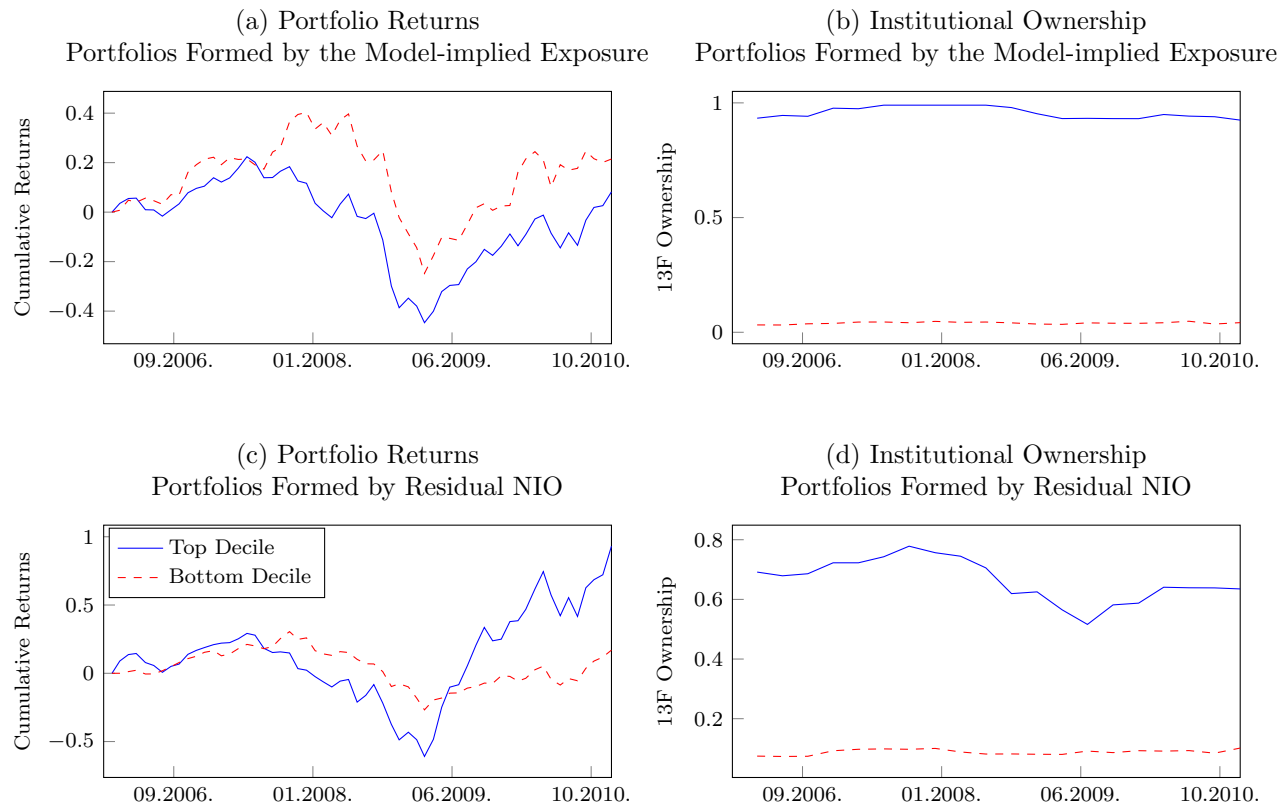 (a) Portfolio Returns
Portfolios Formed by the Model-implied Exposure
Cumulative Returns
0.4
0.2
0
−0.2
−0.4
09.2006.
01.2008.
06.2009.
10.2010.
(b) Institutional Ownership
Portfolios Formed by the Model-implied Exposure
13F Ownership
1
0.5
0
09.2006.
01.2008.
06.2009.
10.2010.
(c) Portfolio Returns
Portfolios Formed by Residual NIO
Cumulative Returns
1
0.5
0
−0.5
Top Decile
Bottom Decile
09.2006.
01.2008.
06.2009.
10.2010.
(d) Institutional Ownership
Portfolios Formed by Residual NIO
13F Ownership
0.8
0.6
0.4
0.2
09.2006.
01.2008.
06.2009.
10.2010.